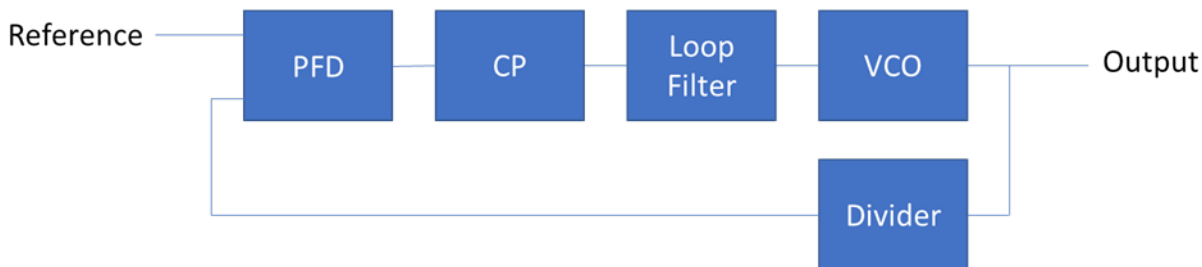 Reference
PFD
CP
Loop
Filter
VCO
Output
Divider